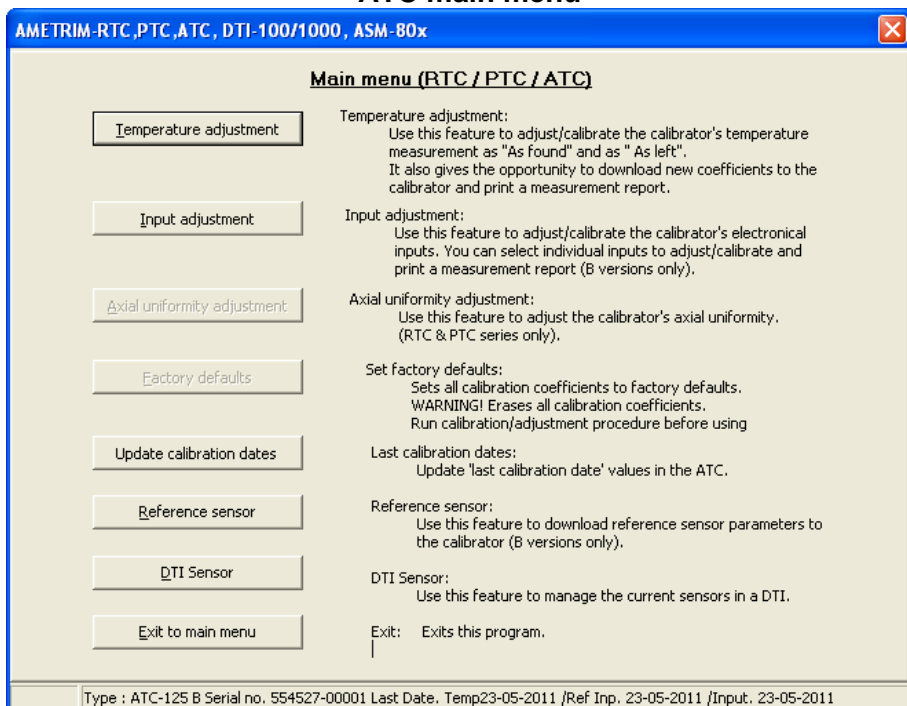 ATC main menu
AMETRIM-RTC,PTC,ATC, DTI-100/1000, ASM-80x
Main menu (RTC / PTC / ATC)
Temperature adjustment
Temperature adjustment:
Use this feature to adjust/calibrate the calibrator's temperature
measurement as "As found" and as " As left".
It also gives the opportunity to download new coefficients to the
calibrator and print a measurement report.
Input adjustment
Input adjustment:
Use this feature to adjust/calibrate the calibrator's electronical
inputs. You can select individual inputs to adjust/calibrate and
print a measurement report (B versions only).
Axial uniformity adjustment
Axial uniformity adjustment:
Use this feature to adjust the calibrator's axial uniformity.
(RTC & PTC series only).
Factory defaults
Set factory defaults:
Sets all calibration coefficients to factory defaults.
WARNING! Erases all calibration coefficients.
Run calibration/adjustment procedure before using
Update calibration dates
Last calibration dates:
Update 'last calibration date' values in the ATC.
Reference sensor
Reference sensor:
Use this feature to download reference sensor parameters to
the calibrator (B versions only).
DTI Sensor
DTI Sensor:
Use this feature to manage the current sensors in a DTI.
Exit to main menu
Exit: Exits this program.
Type : ATC-125 B Serial no. 554527-00001 Last Date. Temp23-05-2011 /Ref Inp. 23-05-2011 /Input. 23-05-2011